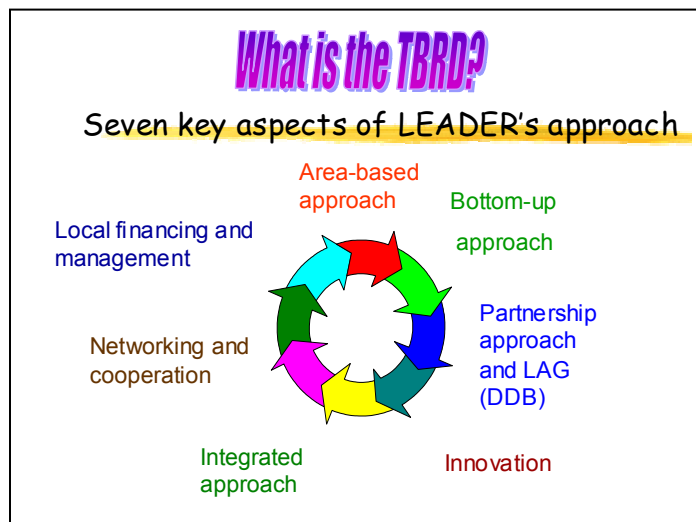 What is the TBRD?
Seven key aspects of LEADER's approach
Area-based
approach
Bottom-up
approach
Partnership
approach
and LAG
(DDB)
Innovation
Integrated
approach
Networking and
cooperation
Local financing and
management